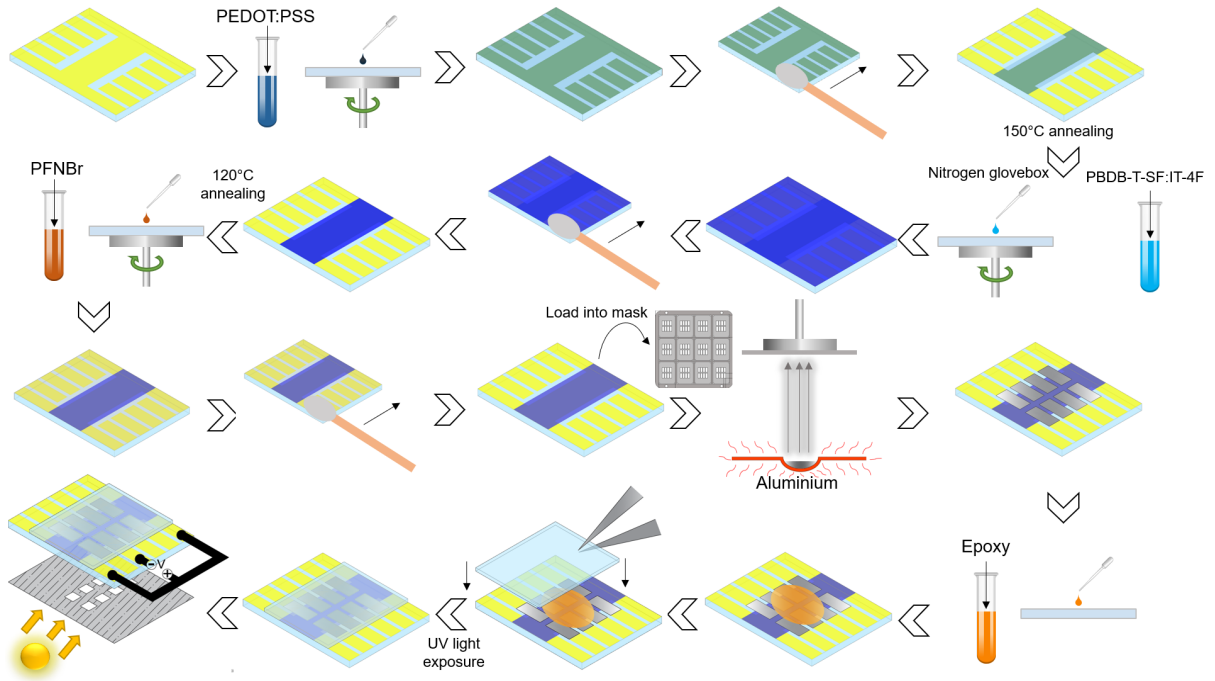 PEDOT:PSS
150°C annealing
PFNBr
120°C
annealing
Nitrogen glovebox
PBDB-T-SF:IT-4F
Load into mask
Aluminium
V
Epoxy
UV light
exposure